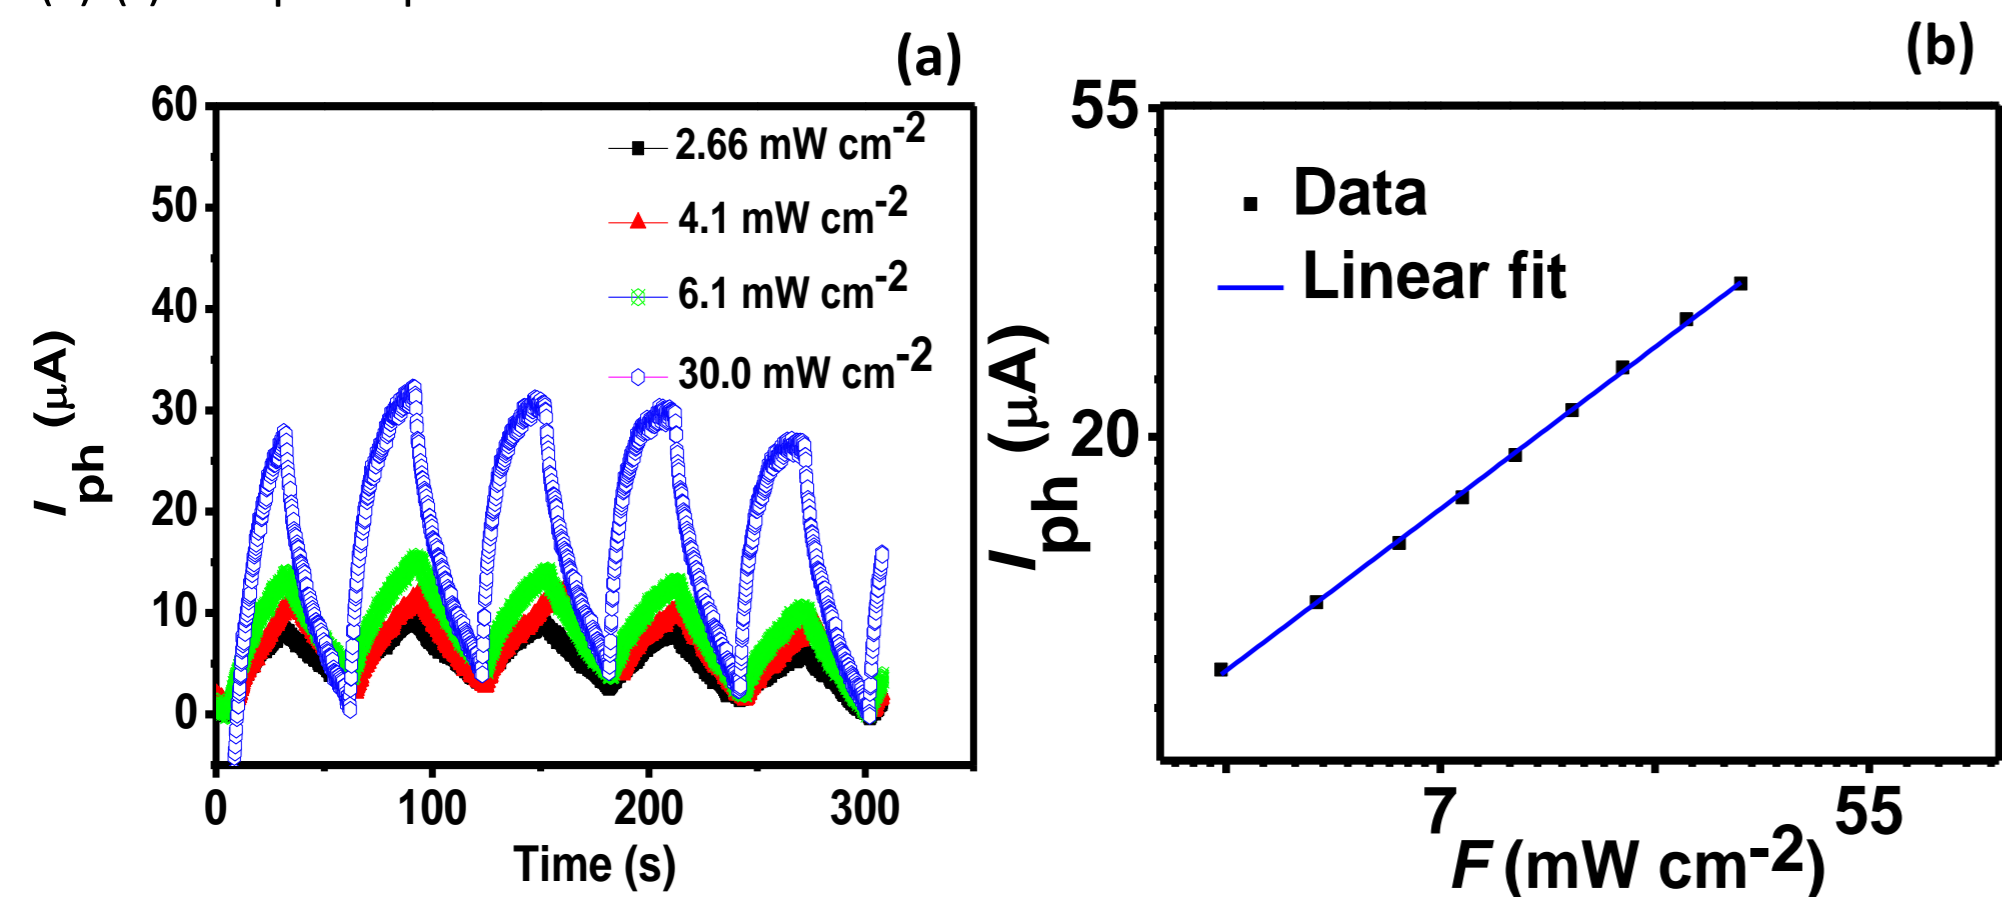 (a)
60
50
40
30
20
10
0
I ph (μA)
2.66 mW cm-2
4.1 mW cm-2
6.1 mW cm-2
30.0 mW cm-2
0 100 200 300
Time (s)
(b)
55
20
I ph (μA)
Data
Linear fit
7 55
F (mW cm-2)